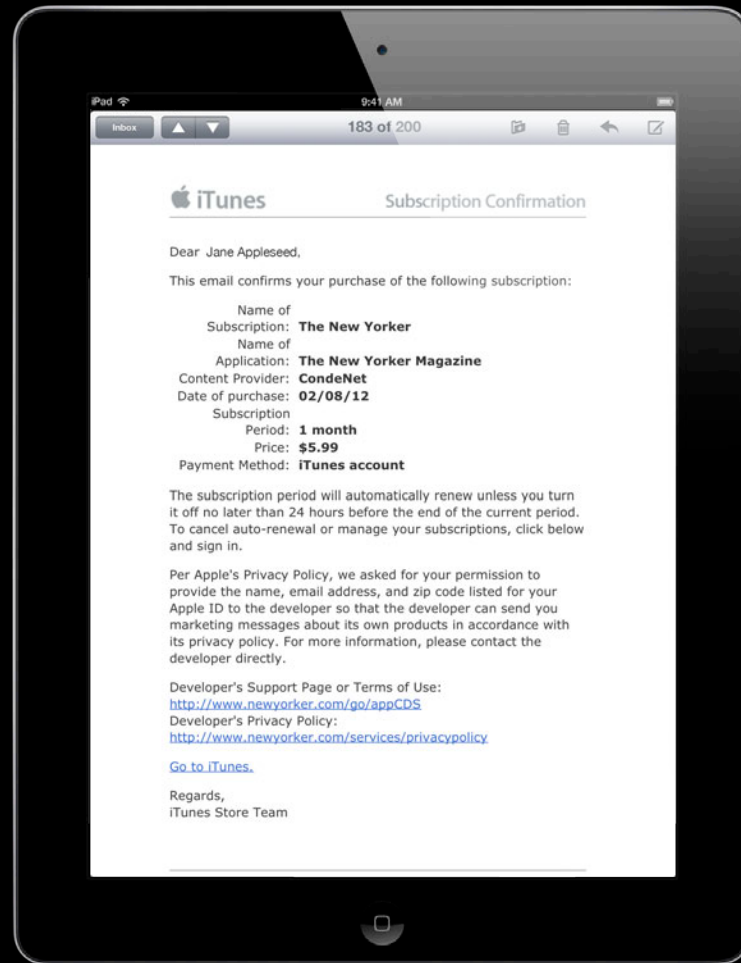 iPad
9:41 AM
Inbox
183 of 200
iTunes
Subscription Confirmation
Dear Jane Appleseed,
This email confirms your purchase of the following subscription:
Name of
Subscription: The New Yorker
Name of
Application: The New Yorker Magazine
Content Provider: CondeNet
Date of purchase: 02/08/12
Subscription
Period: 1 month
Price: $5.99
Payment Method: iTunes account
The subscription period will automatically renew unless you turn
it off no later than 24 hours before the end of the current period.
To cancel auto-renewal or manage your subscriptions, click below
and sign in.
Per Apple's Privacy Policy, we asked for your permission to
provide the name, email address, and zip code listed for your
Apple ID to the developer so that the developer can send you
marketing messages about its own products in accordance with
its privacy policy. For more information, please contact the
developer directly.
Developer's Support Page or Terms of Use:
http://www.newyorker.com/go/appCDS
Developer's Privacy Policy:
http://www.newyorker.com/services/privacypolicy
Go to iTunes.
Regards,
iTunes Store Team